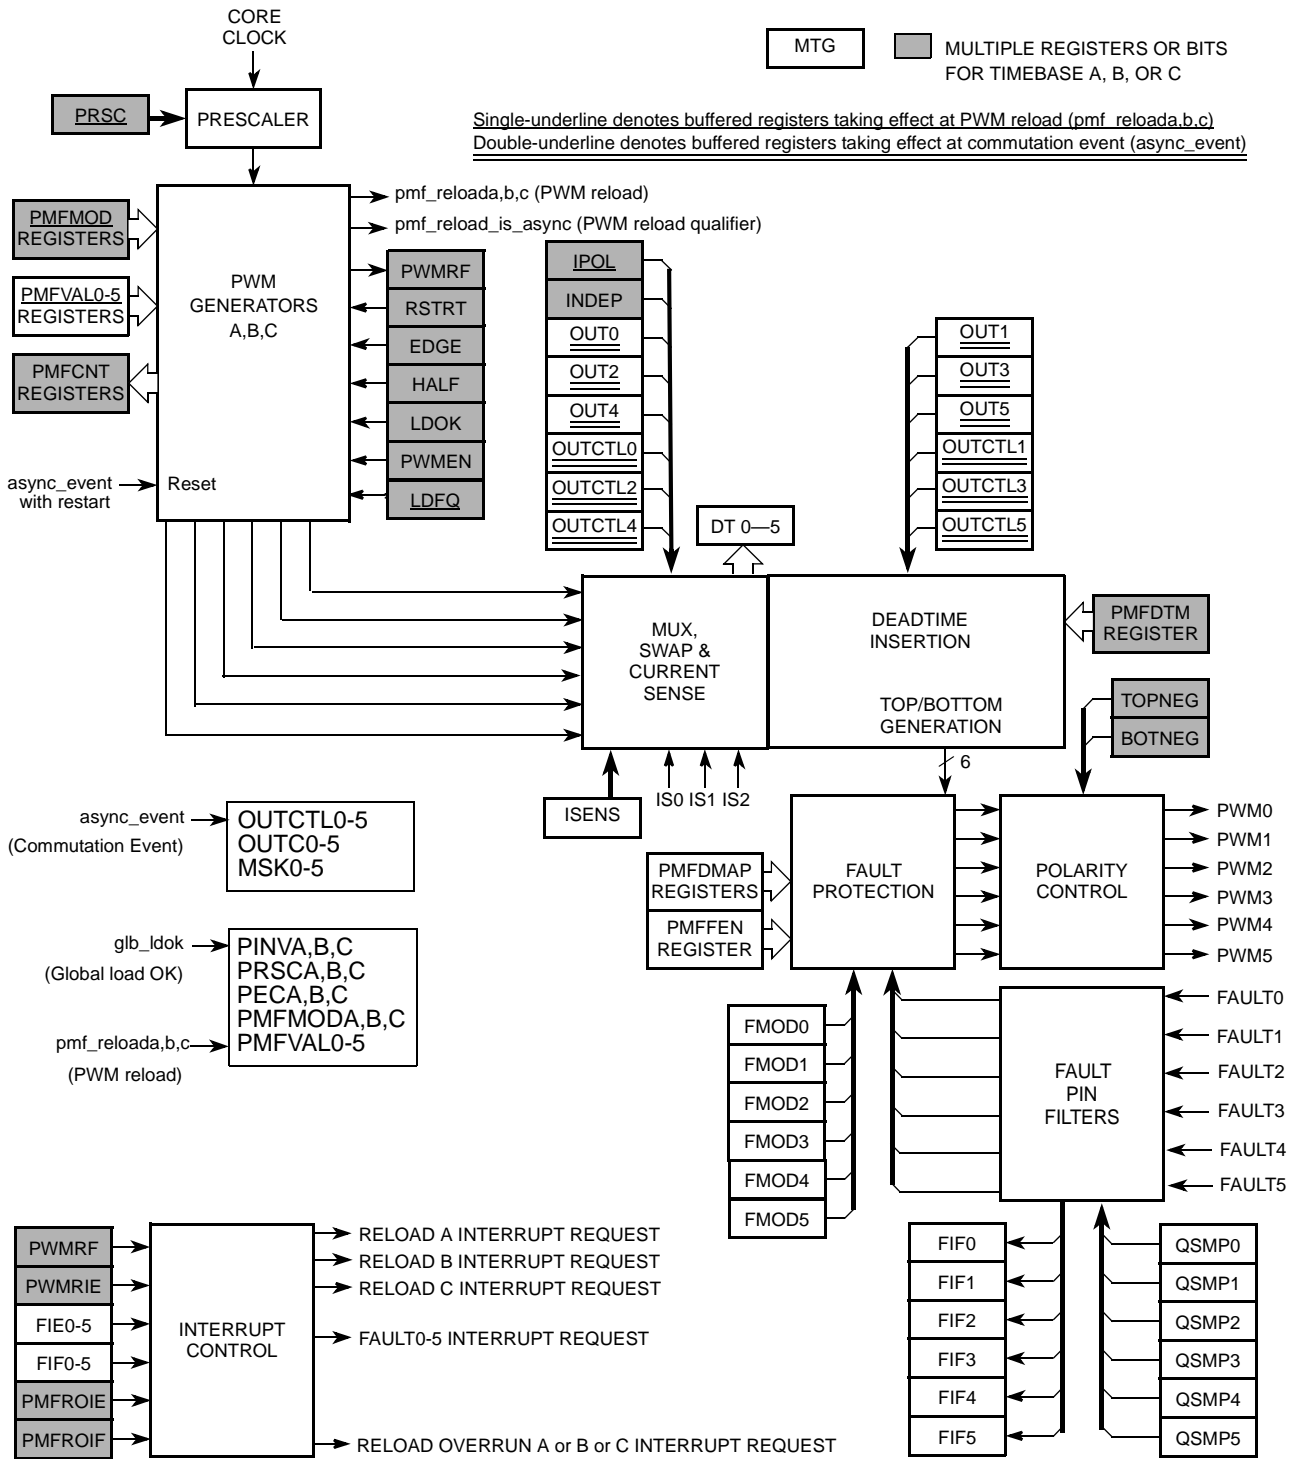 CORE
CLOCK
MTG
MULTIPLE REGISTERS OR BITS
FOR TIMEBASE A, B, OR C
PRSC
PRESCALER
Single-underline denotes buffered registers taking effect at PWM reload (pmf_reloada,b,c)
Double-underline denotes buffered registers taking effect at commutation event (async_event)
pmf_reloada,b,c (PWM reload)
pmf_reload_is_async (PWM reload qualifier)
PMFMOD
REGISTERS
PMFVAL0-5
REGISTERS
PMFCNT
REGISTERS
PWM
GENERATORS
A,B,C
async_event
with restart
Reset
PWMRF
RSTRT
EDGE
HALF
LDOK
PWMEN
LDFQ
IPOL
INDEP
OUT0
OUT2
OUT4
OUTCTL0
OUTCTL2
OUTCTL4
DT 0—5
OUT1
OUT3
OUT5
OUTCTL1
OUTCTL3
OUTCTL5
MUX,
SWAP &
CURRENT
SENSE
DEADTIME
INSERTION
TOP/BOTTOM
GENERATION
PMFDTM
REGISTER
TOPNEG
BOTNEG
6
ISENS
IS0 IS1 IS2
async_event
(Commutation Event)
OUTCTL0-5
OUTC0-5
MSK0-5
PMFDMAP
REGISTERS
PMFFEN
REGISTER
FAULT
PROTECTION
POLARITY
CONTROL
PWM0
PWM1
PWM2
PWM3
PWM4
PWM5
glb_ldok
(Global load OK)
pmf_reloada,b,c
(PWM reload)
PINVA,B,C
PRSCA,B,C
PECA,B,C
PMFMODA,B,C
PMFVAL0-5
FMOD0
FMOD1
FMOD2
FMOD3
FMOD4
FMOD5
FAULT
PIN
FILTERS
FAULT0
FAULT1
FAULT2
FAULT3
FAULT4
FAULT5
PWMRF
PWMRIE
FIE0-5
FIF0-5
PMFROIE
PMFROIF
INTERRUPT
CONTROL
RELOAD A INTERRUPT REQUEST
RELOAD B INTERRUPT REQUEST
RELOAD C INTERRUPT REQUEST
FAULT0-5 INTERRUPT REQUEST
RELOAD OVERRUN A or B or C INTERRUPT REQUEST
FIF0
FIF1
FIF2
FIF3
FIF4
FIF5
QSMP0
QSMP1
QSMP2
QSMP3
QSMP4
QSMP5